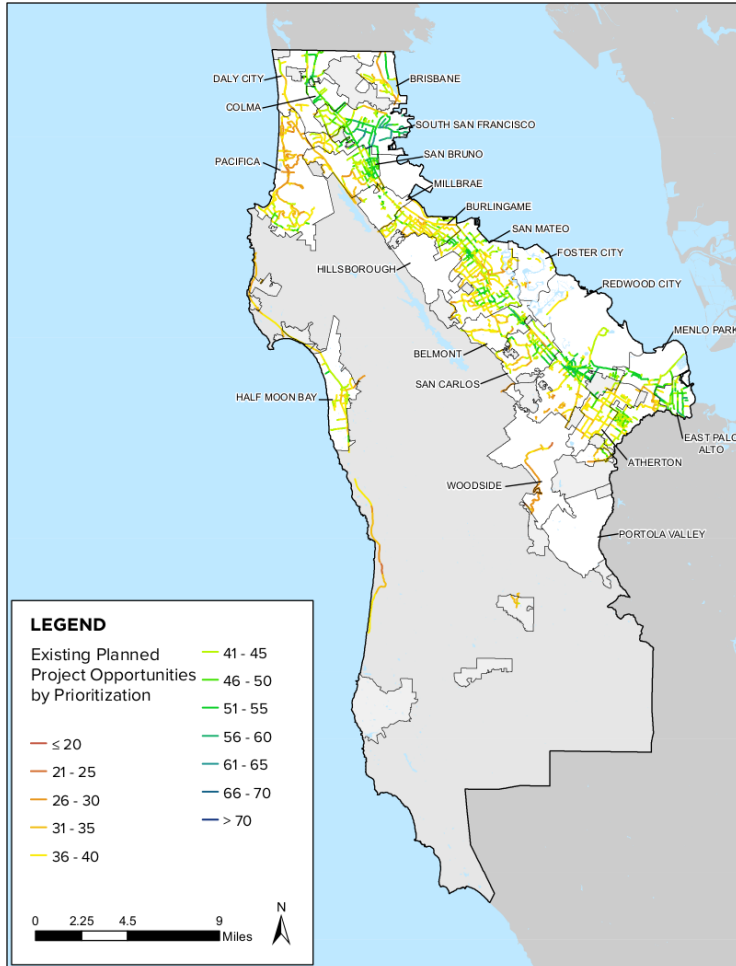 DALY CITY
BRISBANE
COLMA
SOUTH SAN FRANCISCO
SAN BRUNO
PACIFICA
MILLBRAE
BURLINGAME
SAN MATEO
FOSTER CITY
HILLSBOROUGH
REDWOOD CITY
MENLO PARK
BELMONT
SAN CARLOS
HALF MOON BAY
EAST PALO
ALTO
ATHERTON
WOODSIDE
PORTOLA VALLEY
LEGEND
Existing Planned
Project Opportunities
by Prioritization
≤ 20
21 - 25
26 - 30
31 - 35
36 - 40
41 - 45
46 - 50
51 - 55
56 - 60
61 - 65
66 - 70
> 70
0 2.25 4.5 9
Miles
N